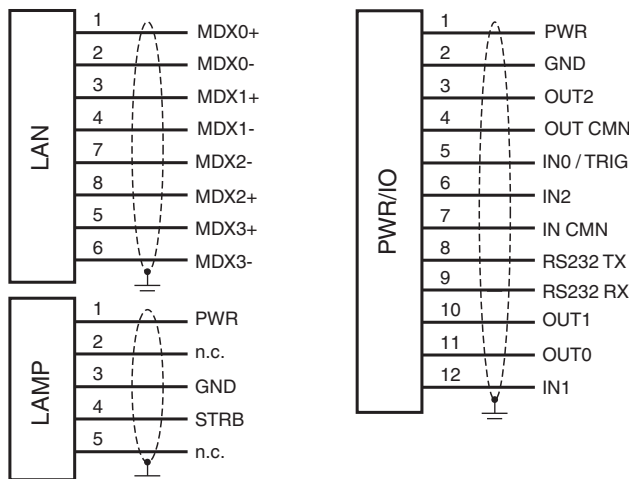 LAN
1 MDX0+
2 MDX0-
3 MDX1+
4 MDX1-
7 MDX2-
8 MDX2+
5 MDX3+
6 MDX3-
LAMP
1 PWR
2 n.c.
3 GND
4 STRB
5 n.c.
PWR/IO
1 PWR
2 GND
3 OUT2
4 OUT CMN
5 IN0 / TRIG
6 IN2
7 IN CMN
8 RS232 TX
9 RS232 RX
10 OUT1
11 OUT0
12 IN1